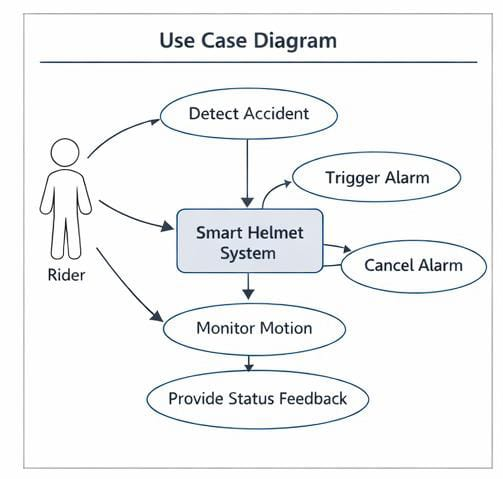 Use Case Diagram
Detect Accident
Trigger Alarm
Smart Helmet
System
Cancel Alarm
Rider
Monitor Motion
Provide Status Feedback